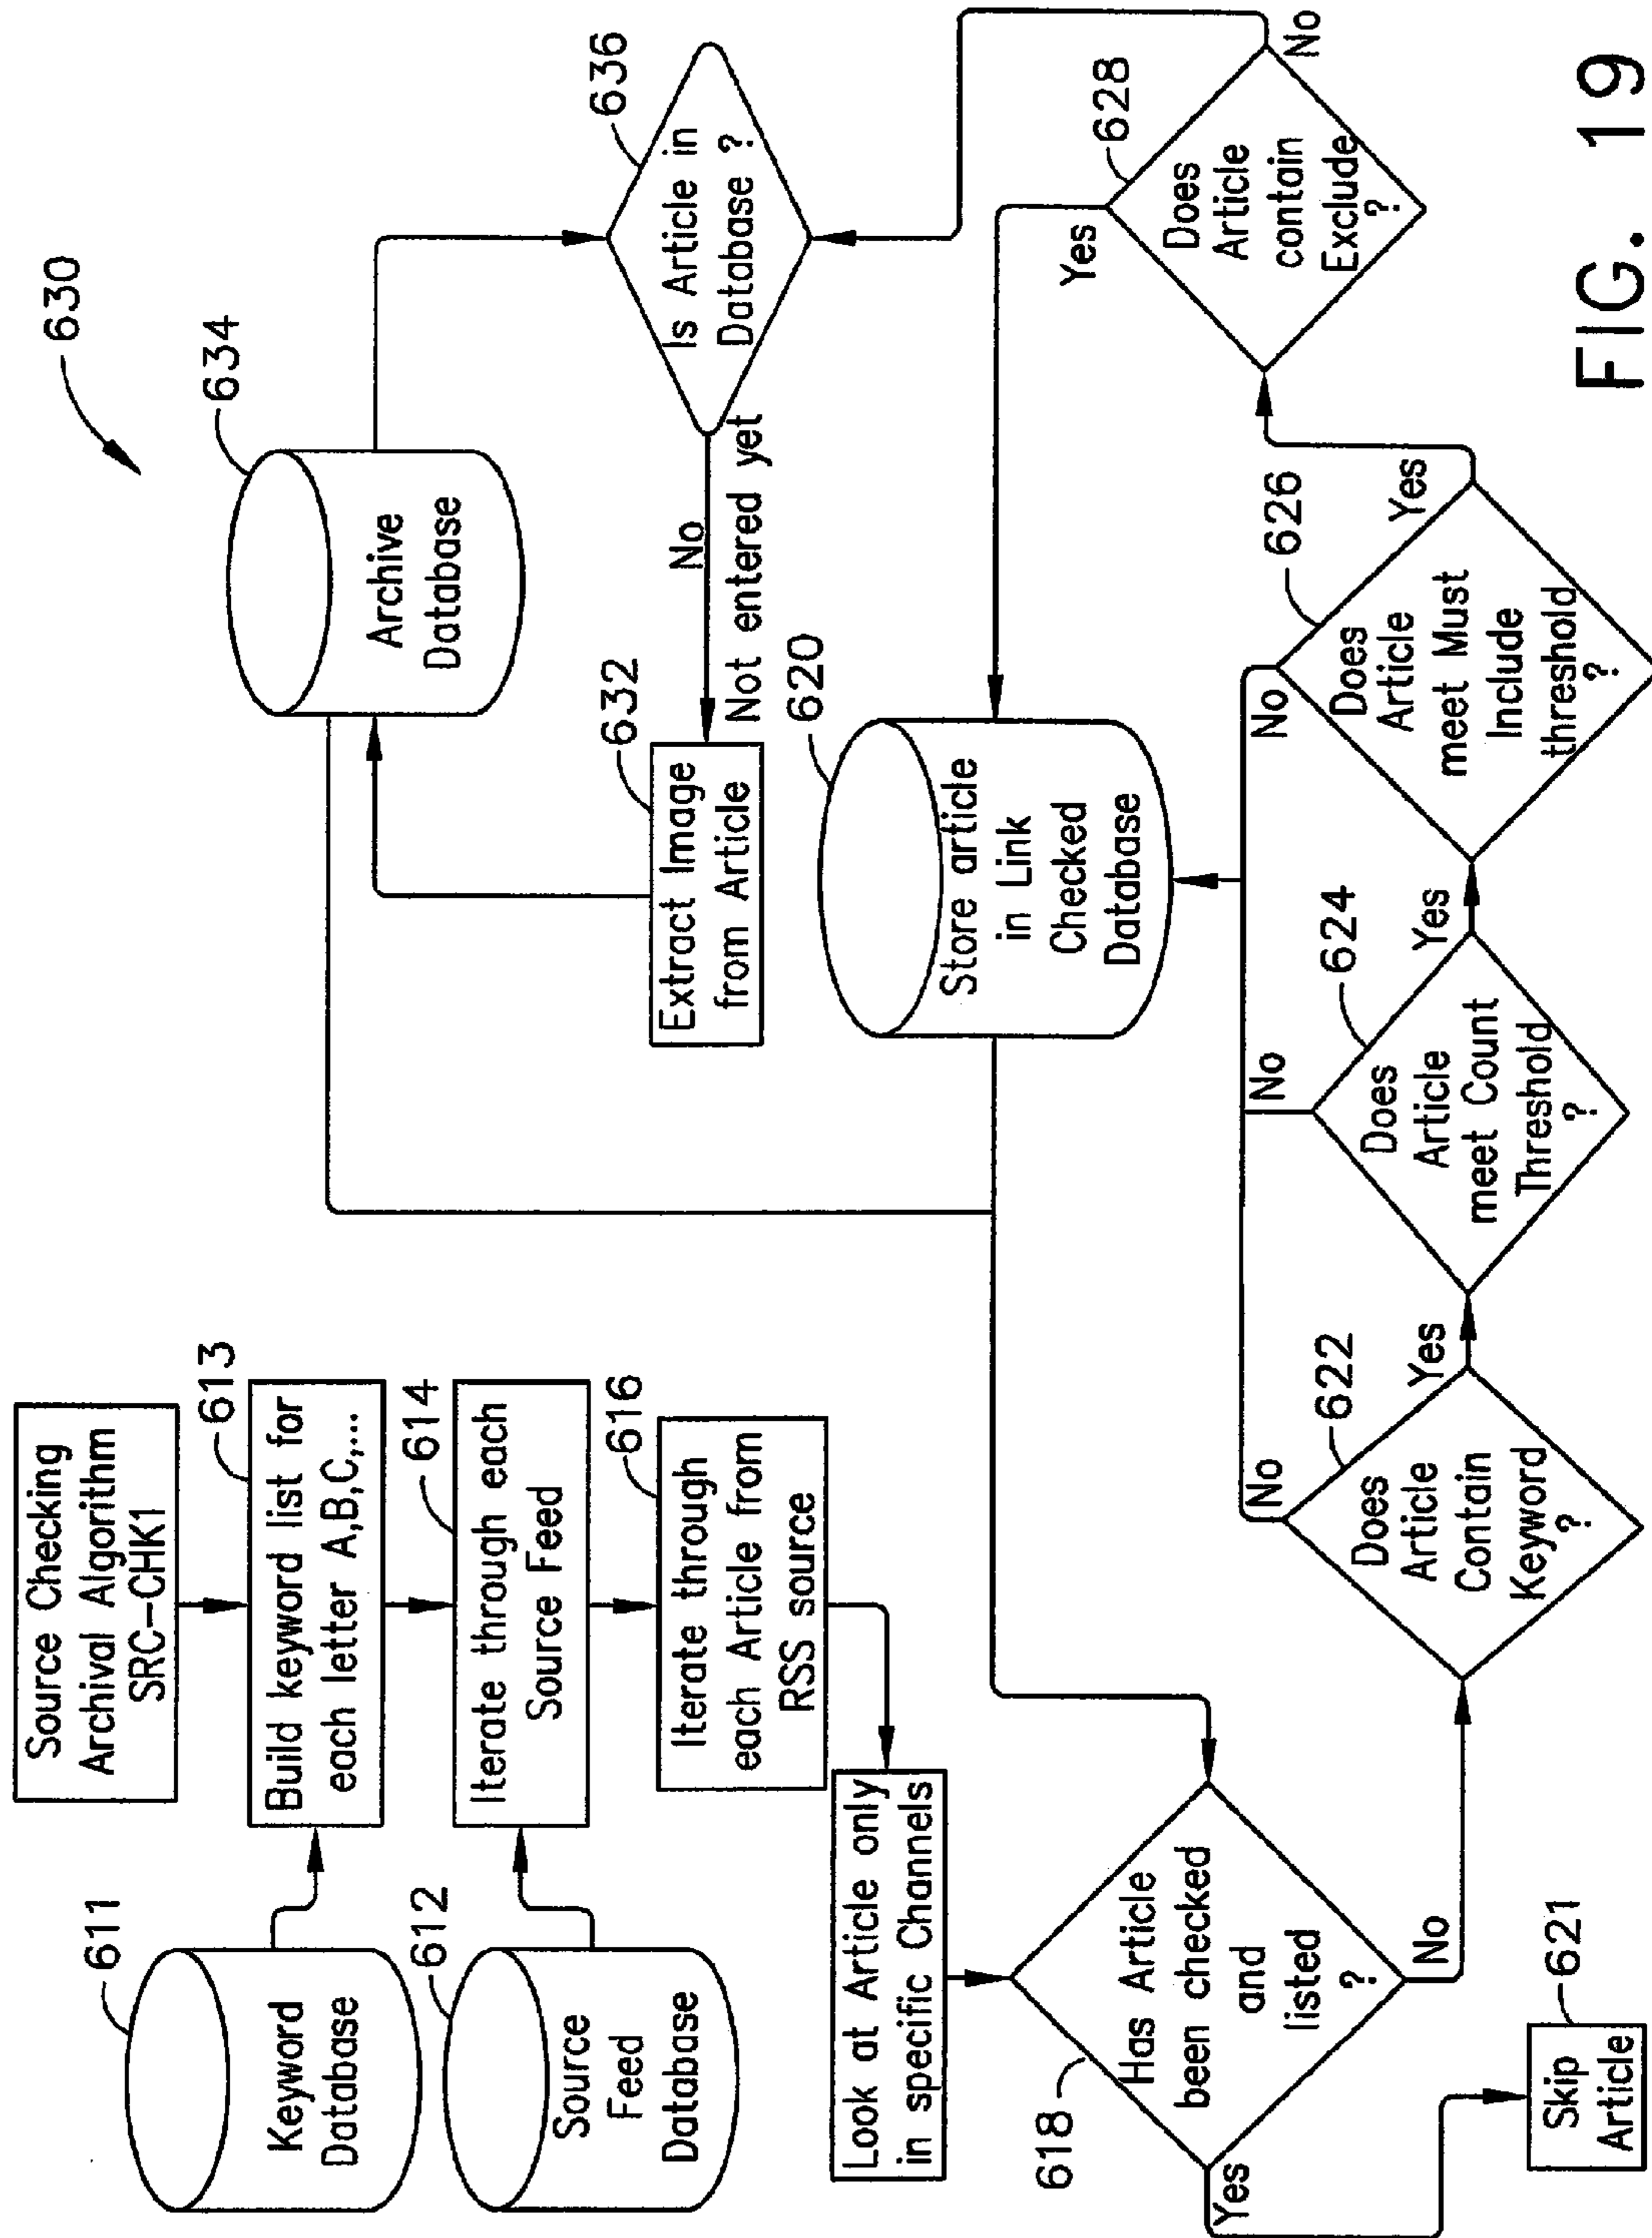 Source Checking
Archival Algorithm
SRC-CHK1
611
Keyword
Database
613
Build keyword list for
each letter A,B,C,...
612
Source
Feed
Database
614
Iterate through each
Source Feed
616
Iterate through
each Article from
RSS source
Look at Article only
in specific Channels
618
Has Article
been checked
and
listed
?
Yes
No
621
Skip
Article
622
Does
Article
Contain
Keyword
?
No
Yes
624
Does
Article
meet Count
Threshold
?
No
Yes
626
Does
Article
meet Must
Include
threshold
?
No
Yes
628
Does
Article
contain
Exclude
?
Yes
No
620
Store article
in Link
Checked
Database
630
634
Archive
Database
632
Extract Image
from Article
No
Not entered yet
636
Is Article in
Database ?
FIG. 19